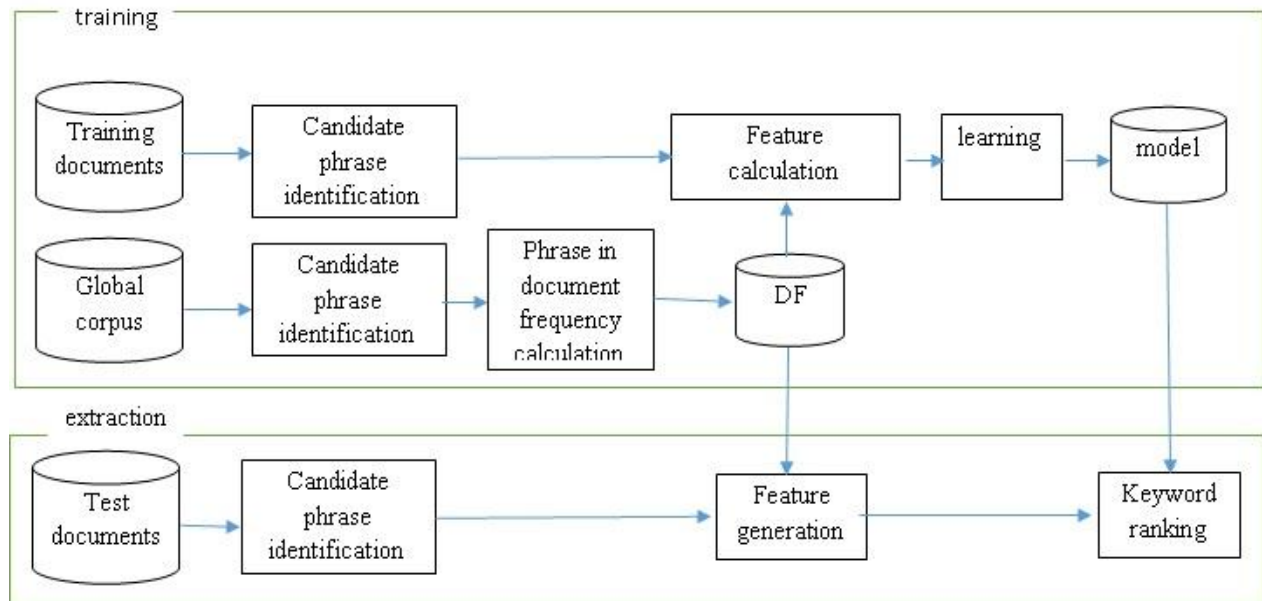 training
Training
documents
Candidate
phrase
identification
Feature
calculation
learning
model
Global
corpus
Candidate
phrase
identification
Phrase in
document
frequency
calculation
DF
extraction
Test
documents
Candidate
phrase
identification
Feature
generation
Keyword
ranking